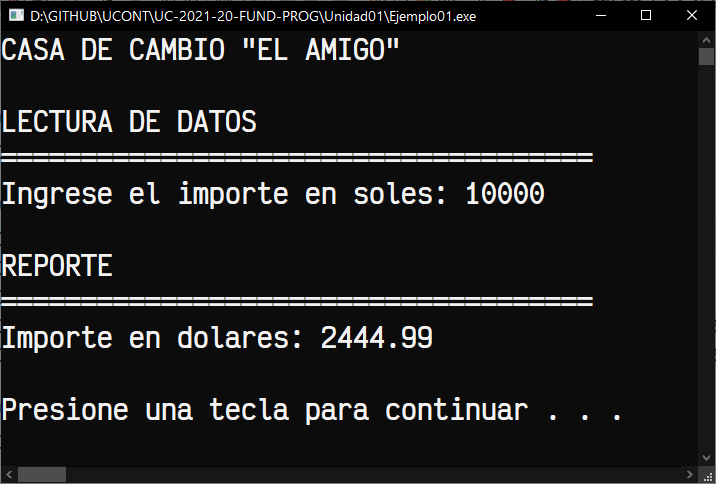 D:\GITHUB\UCONT\UC-2021-20-FUND-PROG\Unidad01\Ejemplo01.exe
CASA DE CAMBIO "EL AMIGO"
LECTURA DE DATOS
=====================================
Ingrese el importe en soles: 10000
REPORTE
=====================================
Importe en dolares: 2444.99
Presione una tecla para continuar . . .